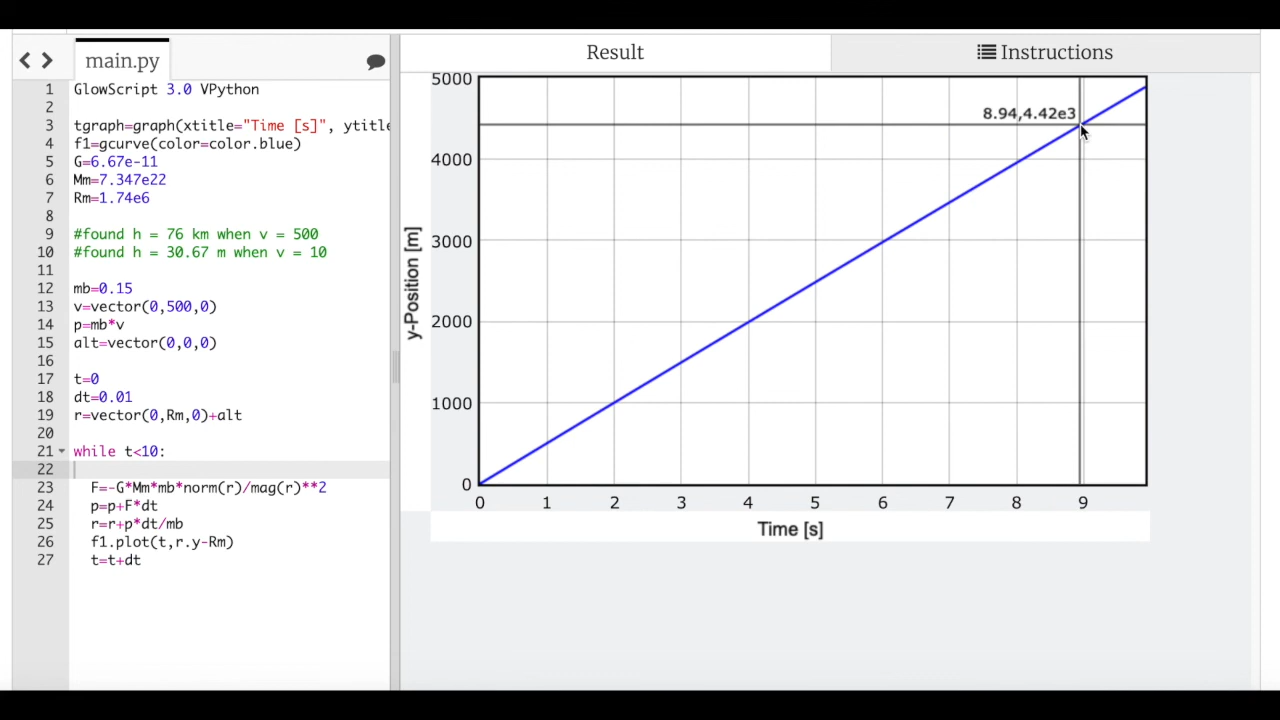 main.py
Result
Instructions
1 GlowScript 3.0 VPython
2
3 tgraph=graph(xtitle="Time [s]", ytitle
4 f1=gcurve(color=color.blue)
5 G=6.67e-11
6 Mm=7.347e22
7 Rm=1.74e6
8
9 #found h = 76 km when v = 500
10 #found h = 30.67 m when v = 10
11
12 mb=0.15
13 v=vector(0,500,0)
14 p=mb*v
15 alt=vector(0,0,0)
16
17 t=0
18 dt=0.01
19 r=vector(0,Rm,0)+alt
20
21 while t<10:
22
23 F=-G*Mm*mb*norm(r)/mag(r)**2
24 p=p+F*dt
25 r=r+p*dt/mb
26 f1.plot(t,r.y-Rm)
27 t=t+dt
5000
4000
3000
2000
1000
0
y-Position [m]
8.94,4.42e3
0 1 2 3 4 5 6 7 8 9
Time [s]